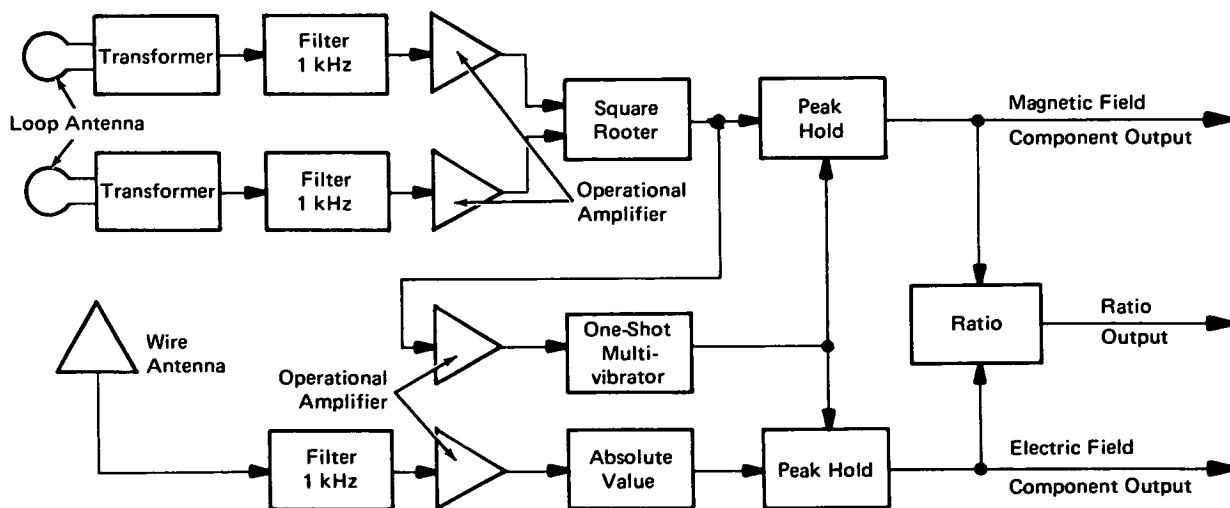 Transformer
Filter
1 kHz
Loop Antenna
Transformer
Filter
1 kHz
Operational
Amplifier
Square
Rooter
Peak
Hold
Magnetic Field
Component Output
Wire
Antenna
Operational
Amplifier
One-Shot
Multi-
vibrator
Ratio
Ratio
Output
Filter
1 kHz
Absolute
Value
Peak Hold
Electric Field
Component Output